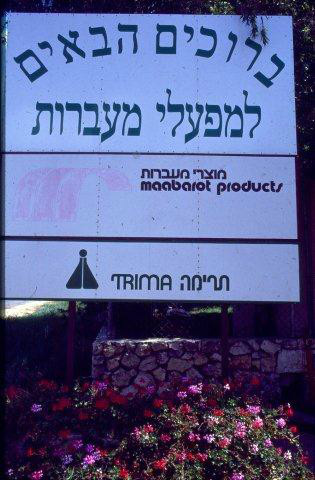 ברוכים הבאים
למפעלי מעברות
מוצרי מעברות
maabarot products
TRIMA תרימה